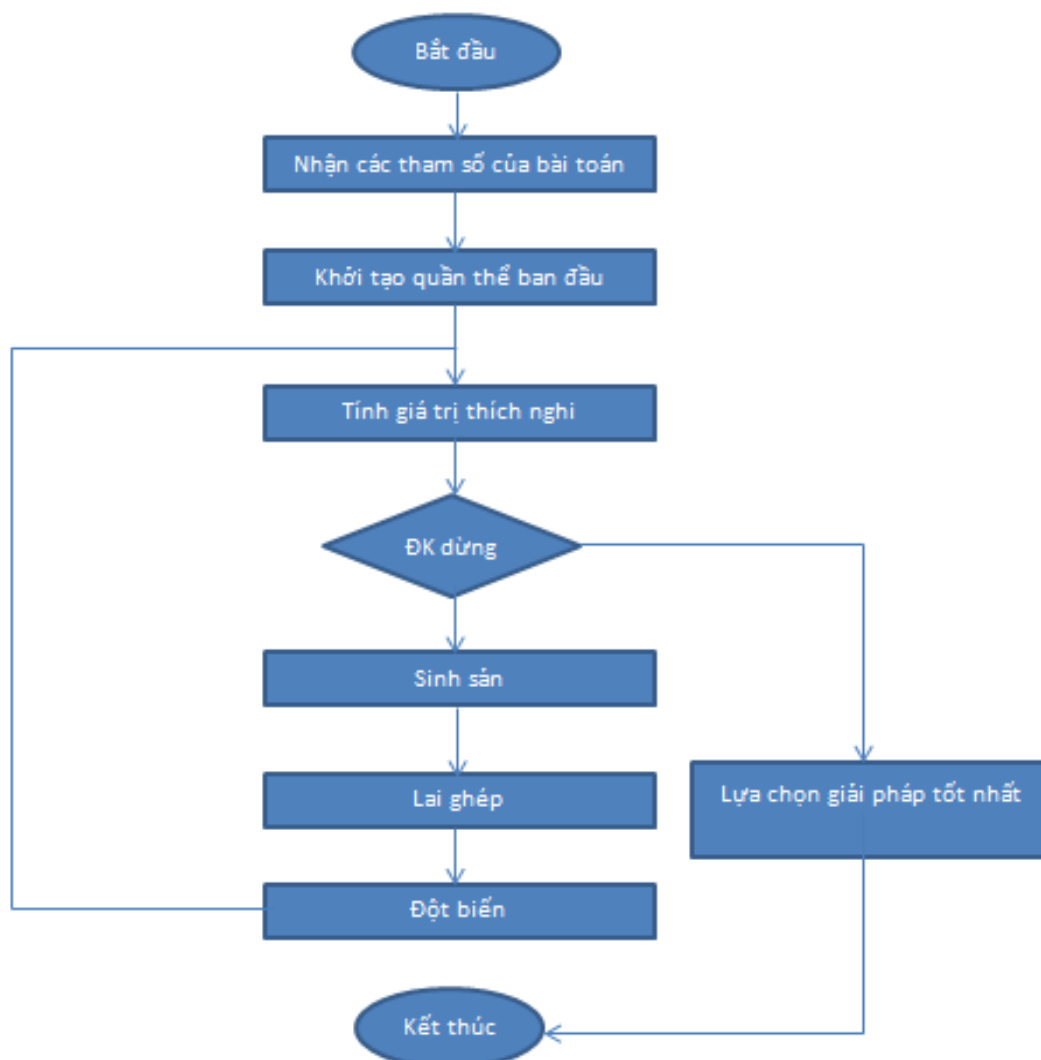 Bắt đầu
Nhận các tham số của bài toán
Khởi tạo quần thể ban đầu
Tính giá trị thích nghi
ĐK dừng
Sinh sản
Lai ghép
Lựa chọn giải pháp tốt nhất
Đột biến
Kết thúc